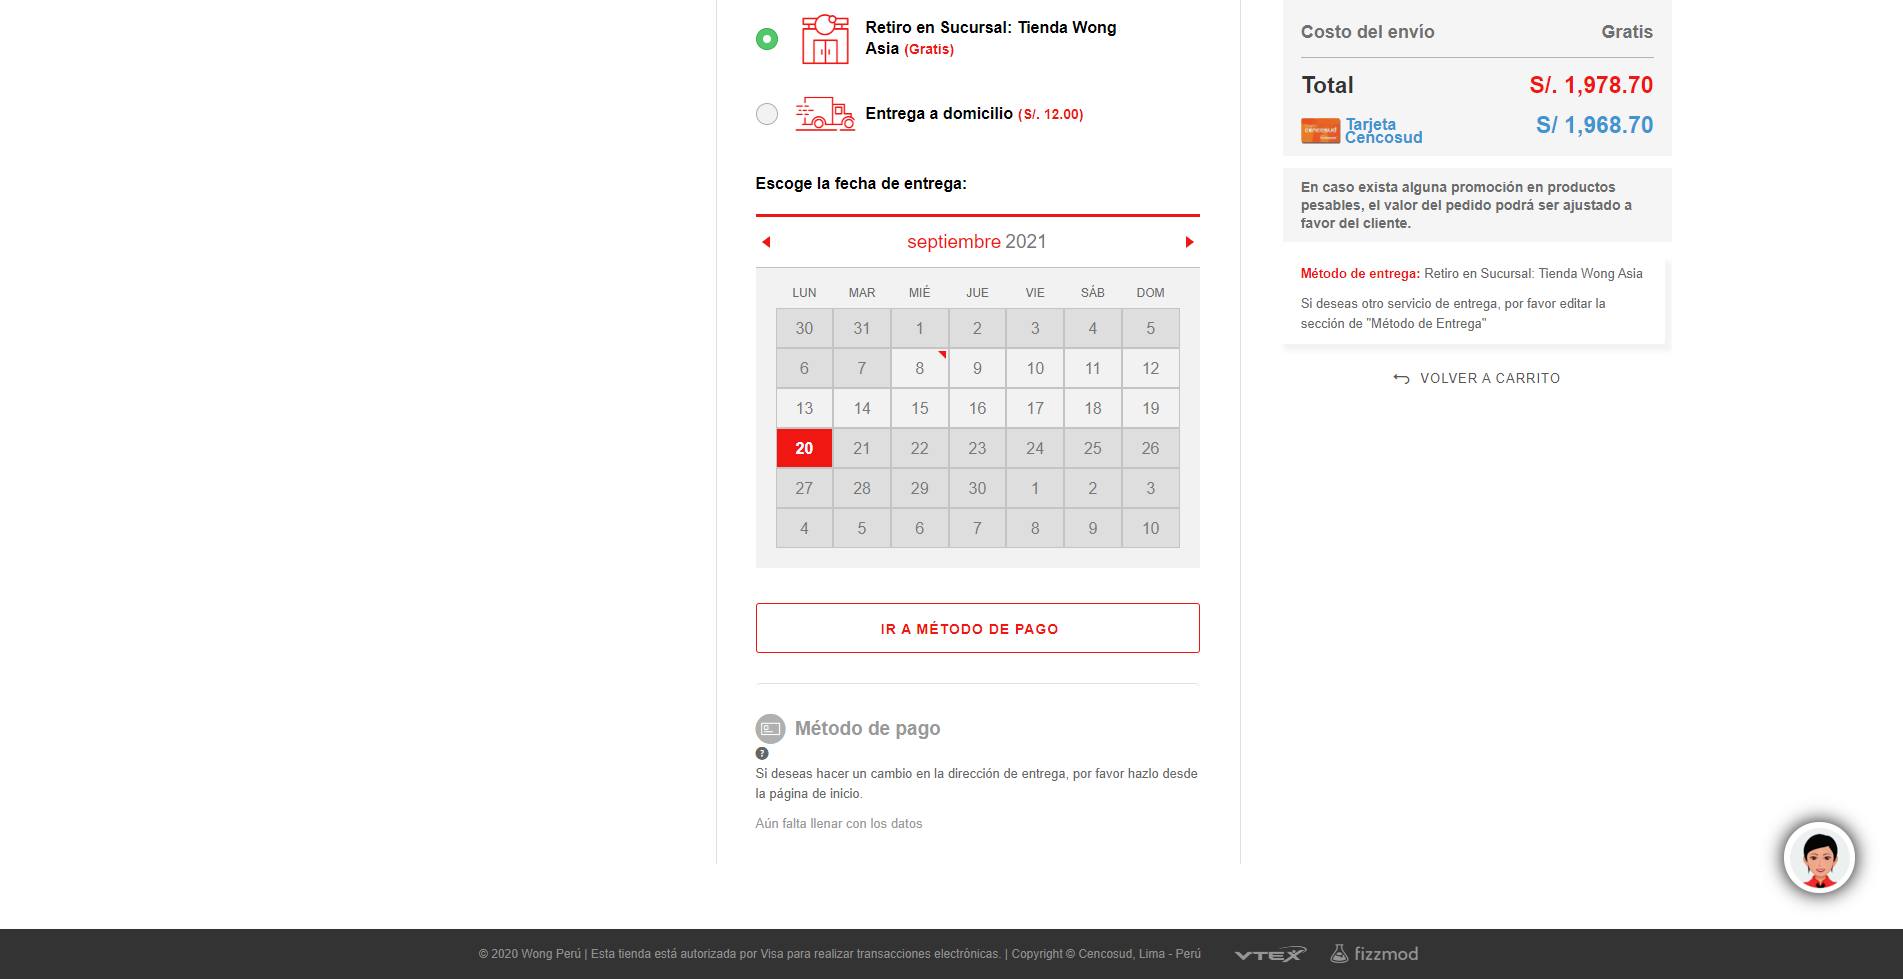 Retiro en Sucursal: Tienda Wong
Asia (Gratis)
Entrega a domicilio (S/. 12.00)
Escoge la fecha de entrega:
septiembre 2021
LUN MAR MIÉ JUE VIE SÁB DOM
30 31 1 2 3 4 5
6 7 8 9 10 11 12
13 14 15 16 17 18 19
20 21 22 23 24 25 26
27 28 29 30 1 2 3
4 5 6 7 8 9 10
IR A MÉTODO DE PAGO
Método de pago
?
Si deseas hacer un cambio en la dirección de entrega, por favor hazlo desde
la página de inicio.
Aún falta llenar con los datos
Costo del envío Gratis
Total S/. 1,978.70
cencosud Tarjeta
Cencosud S/ 1,968.70
En caso exista alguna promoción en productos
pesables, el valor del pedido podrá ser ajustado a
favor del cliente.
Método de entrega: Retiro en Sucursal: Tienda Wong Asia
Si deseas otro servicio de entrega, por favor editar la
sección de "Método de Entrega"
VOLVER A CARRITO
© 2020 Wong Perú | Esta tienda está autorizada por Visa para realizar transacciones electrónicas. | Copyright © Cencosud, Lima - Perú VTEX fizzmod